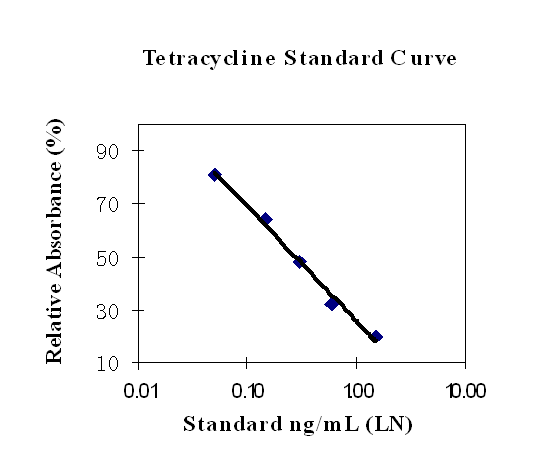 Tetracycline Standard Curve
Relative Absorbance (%)
90
70
50
30
10
0.01 0.10 1.00 10.00
Standard ng/mL (LN)